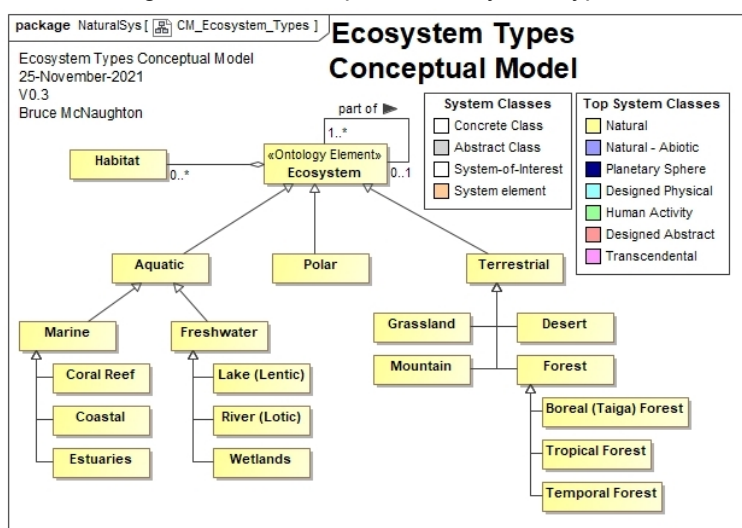 package NaturalSys [ CM_Ecosystem_Types ]
Ecosystem Types
Conceptual Model
Ecosystem Types Conceptual Model
25-November-2021
V0.3
Bruce McNaughton
part of
1..*
0..1
System Classes
Concrete Class
Abstract Class
System-of-Interest
System element
Top System Classes
Natural
Natural - Abiotic
Planetary Sphere
Designed Physical
Human Activity
Designed Abstract
Transcendental
Habitat
0..*
«Ontology Element»
Ecosystem
Aquatic
Polar
Terrestrial
Marine
Freshwater
Grassland
Desert
Mountain
Forest
Coral Reef
Coastal
Estuaries
Lake (Lentic)
River (Lotic)
Wetlands
Boreal (Taiga) Forest
Tropical Forest
Temporal Forest